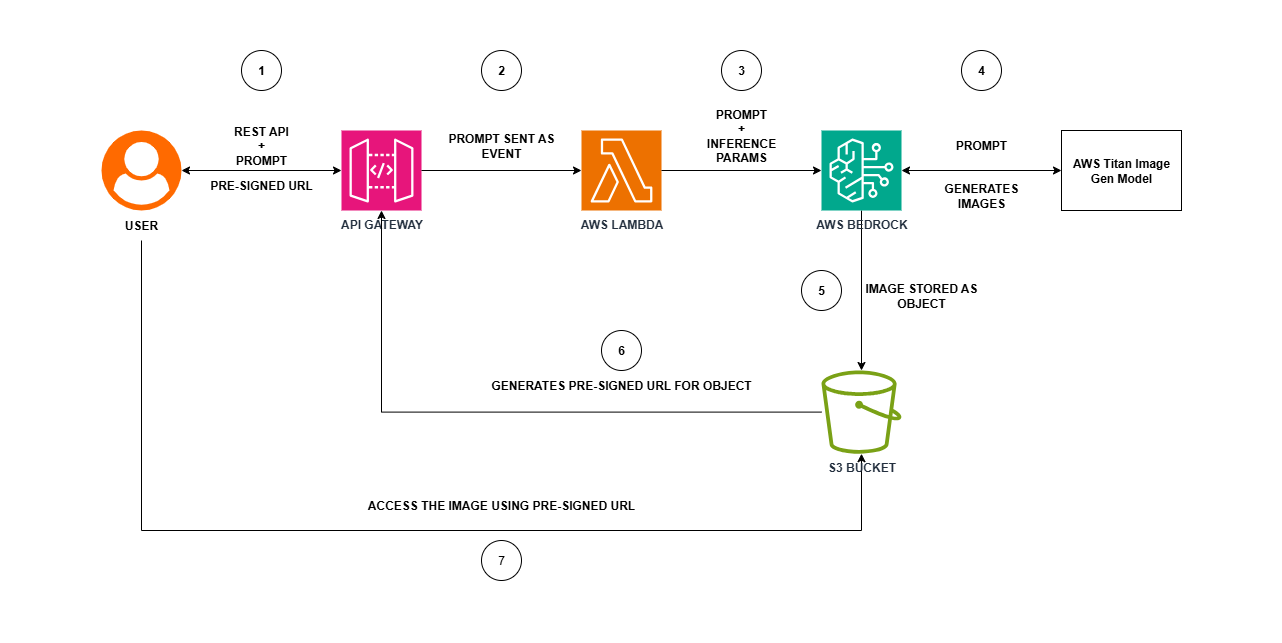 1
2
3
4
REST API
+
PROMPT
PRE-SIGNED URL
PROMPT SENT AS
EVENT
PROMPT
+
INFERENCE
PARAMS
PROMPT
GENERATES
IMAGES
AWS Titan Image
Gen Model
USER
API GATEWAY
AWS LAMBDA
AWS BEDROCK
5
IMAGE STORED AS
OBJECT
6
GENERATES PRE-SIGNED URL FOR OBJECT
S3 BUCKET
ACCESS THE IMAGE USING PRE-SIGNED URL
7